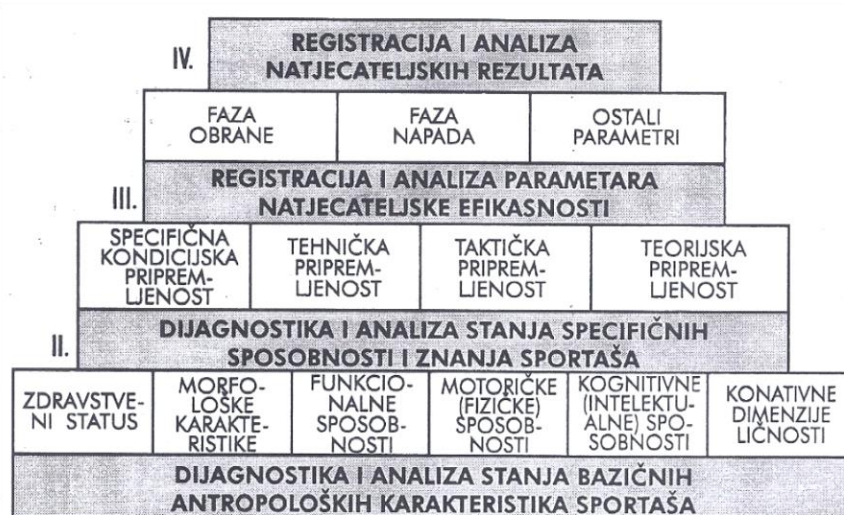 IV.
REGISTRACIJA I ANALIZA
NATJECATELJSKIH REZULTATA
FAZA
OBRANE
FAZA
NAPADA
OSTALI
PARAMETRI
III.
REGISTRACIJA I ANALIZA PARAMETARA
NATJECATELJSKE EFIKASNOSTI
SPECIFIČNA
KONDICIJSKA
PRIPREM-
LJENOST
TEHNIČKA
PRIPREM-
LJENOST
TAKTIČKA
PRIPREM-
LJENOST
TEORIJSKA
PRIPREM-
LJENOST
II.
DIJAGNOSTIKA I ANALIZA STANJA SPECIFIČNIH
SPOSOBNOSTI I ZNANJA SPORTAŠA
ZDRAVSTVE-
NI STATUS
MORFO-
LOŠKE
KARAKTE-
RISTIKE
FUNKCIO-
NALNE
SPOSOB-
NOSTI
MOTORIČKE
(FIZIČKE)
SPOSOB-
NOSTI
KOGNITIVNE
(INTELEKTU-
ALNE) SPO-
SOBNOSTI
KONATIVNE
DIMENZIJE
LIČNOSTI
DIJAGNOSTIKA I ANALIZA STANJA BAZIČNIH
ANTROPOLOŠKIH KARAKTERISTIKA SPORTAŠA